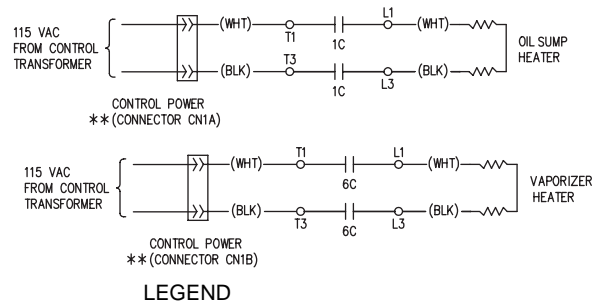 115 VAC
FROM CONTROL
TRANSFORMER
(WHT) T1 1C L1 (WHT)
(BLK) T3 1C L3 (BLK)
OIL SUMP
HEATER
CONTROL POWER
**(CONNECTOR CN1A)
115 VAC
FROM CONTROL
TRANSFORMER
(WHT) T1 6C L1 (WHT)
(BLK) T3 6C L3 (BLK)
VAPORIZER
HEATER
CONTROL POWER
**(CONNECTOR CN1B)
LEGEND